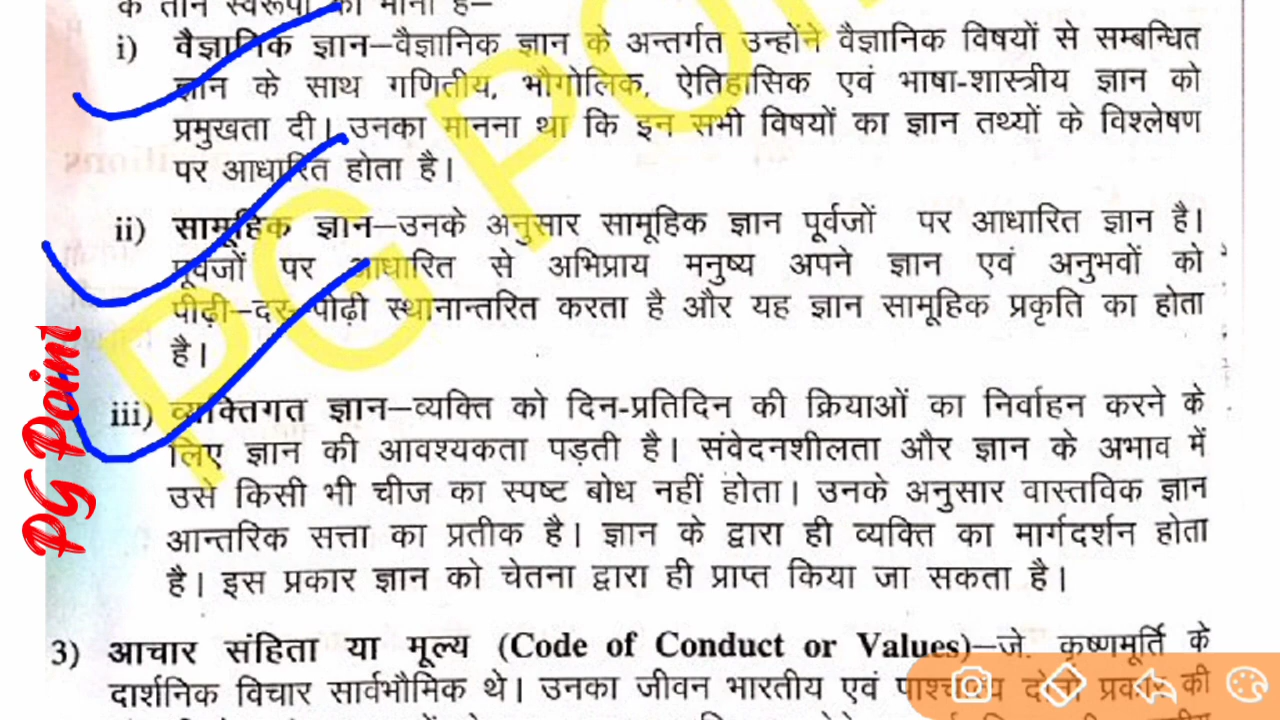 के तीन स्वरूपों को माना है–
i) वैज्ञानिक ज्ञान–वैज्ञानिक ज्ञान के अन्तर्गत उन्होंने वैज्ञानिक विषयों से सम्बन्धित
ज्ञान के साथ गणितीय, भौगोलिक, ऐतिहासिक एवं भाषा-शास्त्रीय ज्ञान को
प्रमुखता दी। उनका मानना था कि इन सभी विषयों का ज्ञान तथ्यों के विश्लेषण
पर आधारित होता है।
ii) सामूहिक ज्ञान–उनके अनुसार सामूहिक ज्ञान पूर्वजों पर आधारित ज्ञान है।
पूर्वजों पर आधारित से अभिप्राय मनुष्य अपने ज्ञान एवं अनुभवों को
पीढ़ी–दर–पीढ़ी स्थानान्तरित करता है और यह ज्ञान सामूहिक प्रकृति का होता
है।
iii) व्यक्तिगत ज्ञान–व्यक्ति को दिन-प्रतिदिन की क्रियाओं का निर्वाहन करने के
लिए ज्ञान की आवश्यकता पड़ती है। संवेदनशीलता और ज्ञान के अभाव में
उसे किसी भी चीज का स्पष्ट बोध नहीं होता। उनके अनुसार वास्तविक ज्ञान
आन्तरिक सत्ता का प्रतीक है। ज्ञान के द्वारा ही व्यक्ति का मार्गदर्शन होता
है। इस प्रकार ज्ञान को चेतना द्वारा ही प्राप्त किया जा सकता है।
3) आचार संहिता या मूल्य (Code of Conduct or Values)–जे. कृष्णमूर्ति के
दार्शनिक विचार सार्वभौमिक थे। उनका जीवन भारतीय एवं पाश्चात्य दोनों प्रकार की
PG Point
PG POI